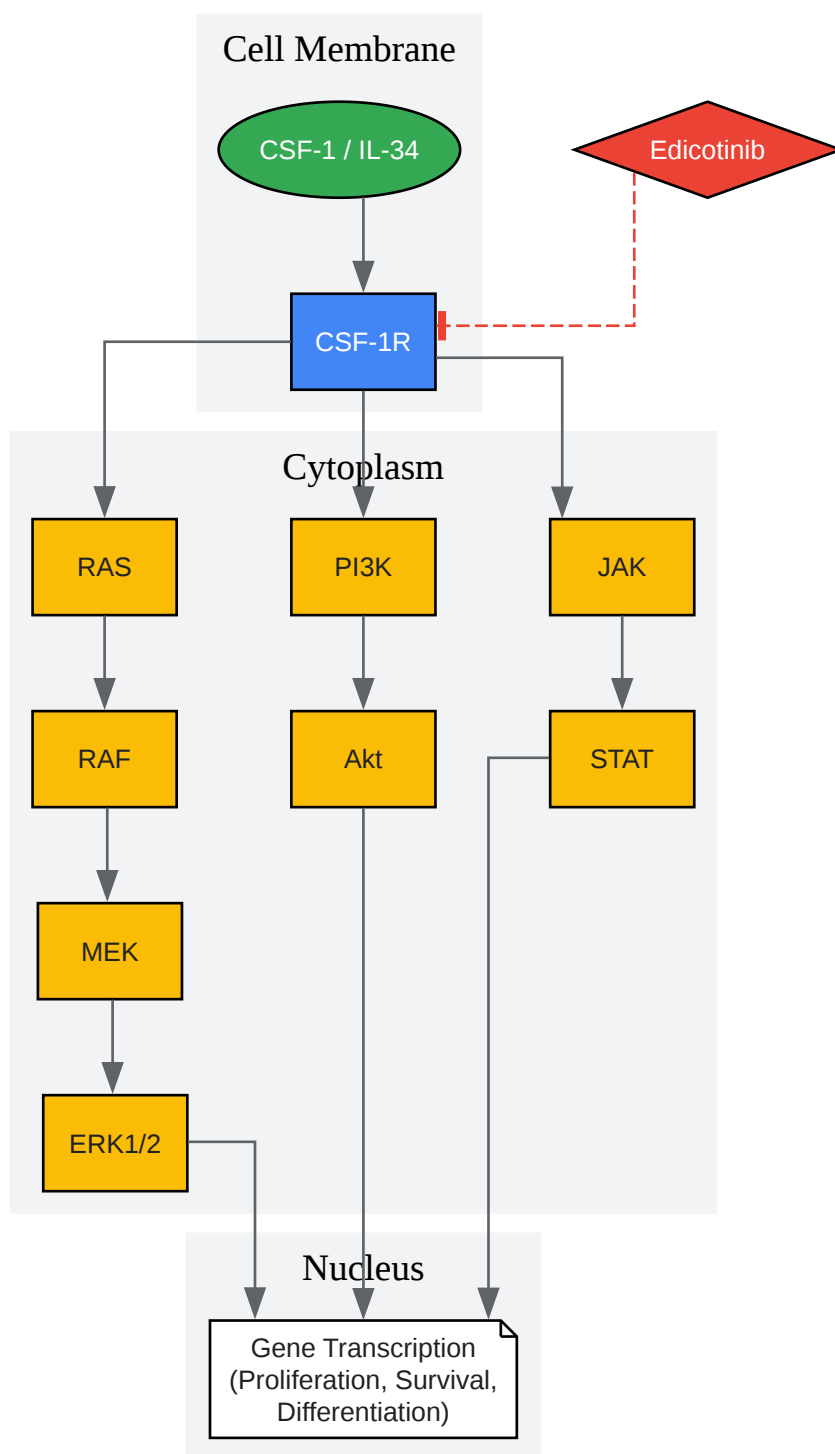 Cell Membrane
CSF-1 / IL-34
Edicotinib
CSF-1R
Cytoplasm
RAS
PI3K
JAK
RAF
Akt
STAT
MEK
ERK1/2
Nucleus
Gene Transcription
(Proliferation, Survival,
Differentiation)